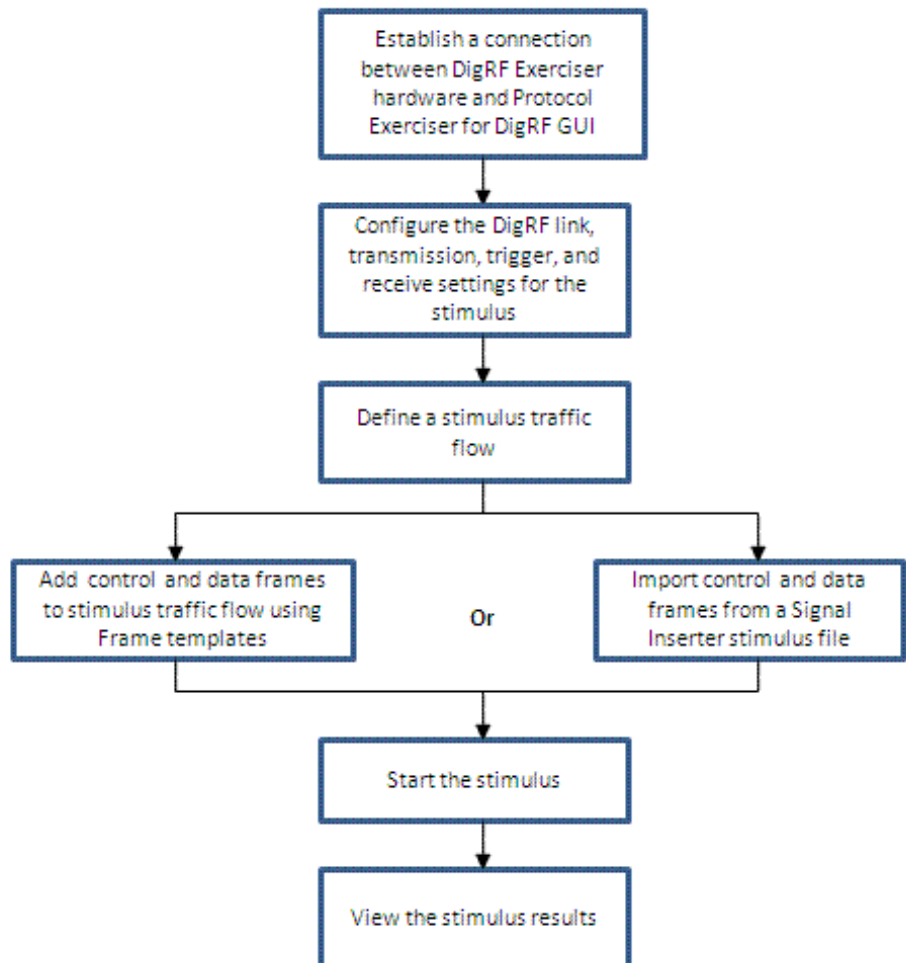 Establish a connection
between DigRF Exerciser
hardware and Protocol
Exerciser for DigRF GUI
Configure the DigRF link,
transmission, trigger, and
receive settings for the
stimulus
Define a stimulus traffic
flow
Add control and data frames
to stimulus traffic flow using
Frame templates
Or
Import control and data
frames from a Signal
Inserter stimulus file
Start the stimulus
View the stimulus results